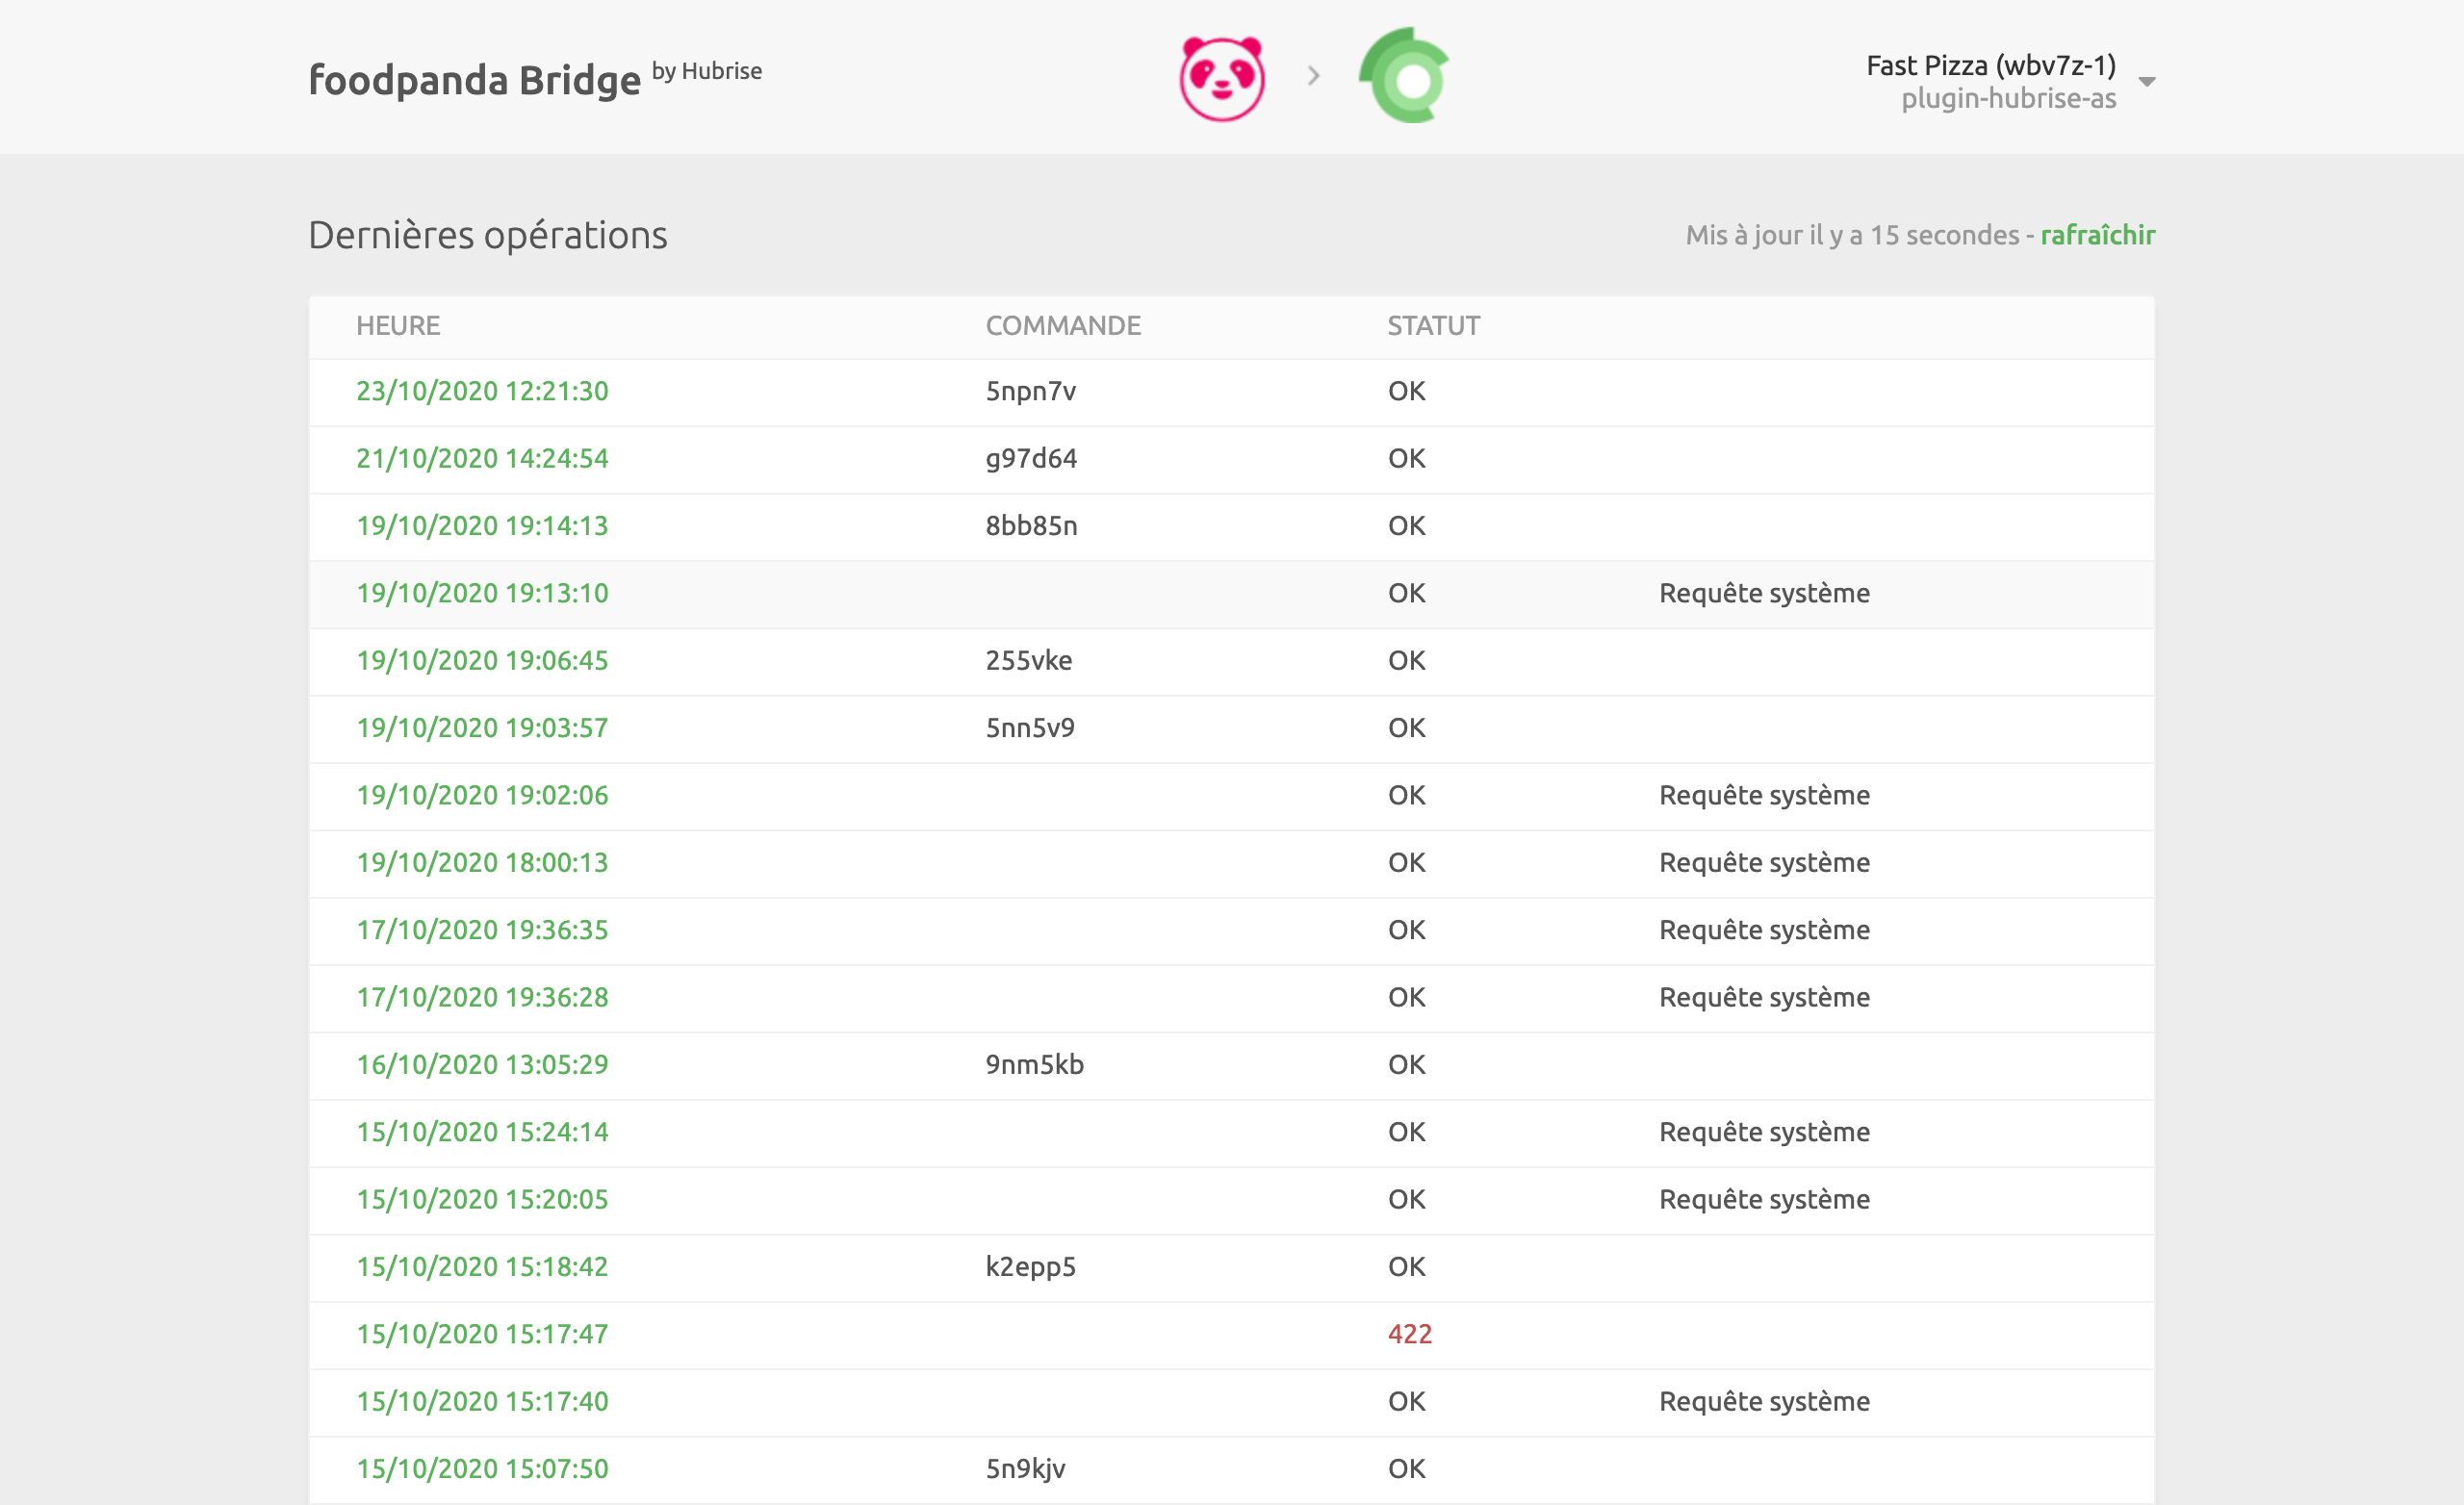 foodpanda Bridge by Hubrise
Fast Pizza (wbv7z-1)
plugin-hubrise-as
Dernières opérations
Mis à jour il y a 15 secondes - rafraîchir
HEURE COMMANDE STATUT
23/10/2020 12:21:30 5npn7v OK
21/10/2020 14:24:54 g97d64 OK
19/10/2020 19:14:13 8bb85n OK
19/10/2020 19:13:10 OK Requête système
19/10/2020 19:06:45 255vke OK
19/10/2020 19:03:57 5nn5v9 OK
19/10/2020 19:02:06 OK Requête système
19/10/2020 18:00:13 OK Requête système
17/10/2020 19:36:35 OK Requête système
17/10/2020 19:36:28 OK Requête système
16/10/2020 13:05:29 9nm5kb OK
15/10/2020 15:24:14 OK Requête système
15/10/2020 15:20:05 OK Requête système
15/10/2020 15:18:42 k2epp5 OK
15/10/2020 15:17:47 422
15/10/2020 15:17:40 OK Requête système
15/10/2020 15:07:50 5n9kjv OK